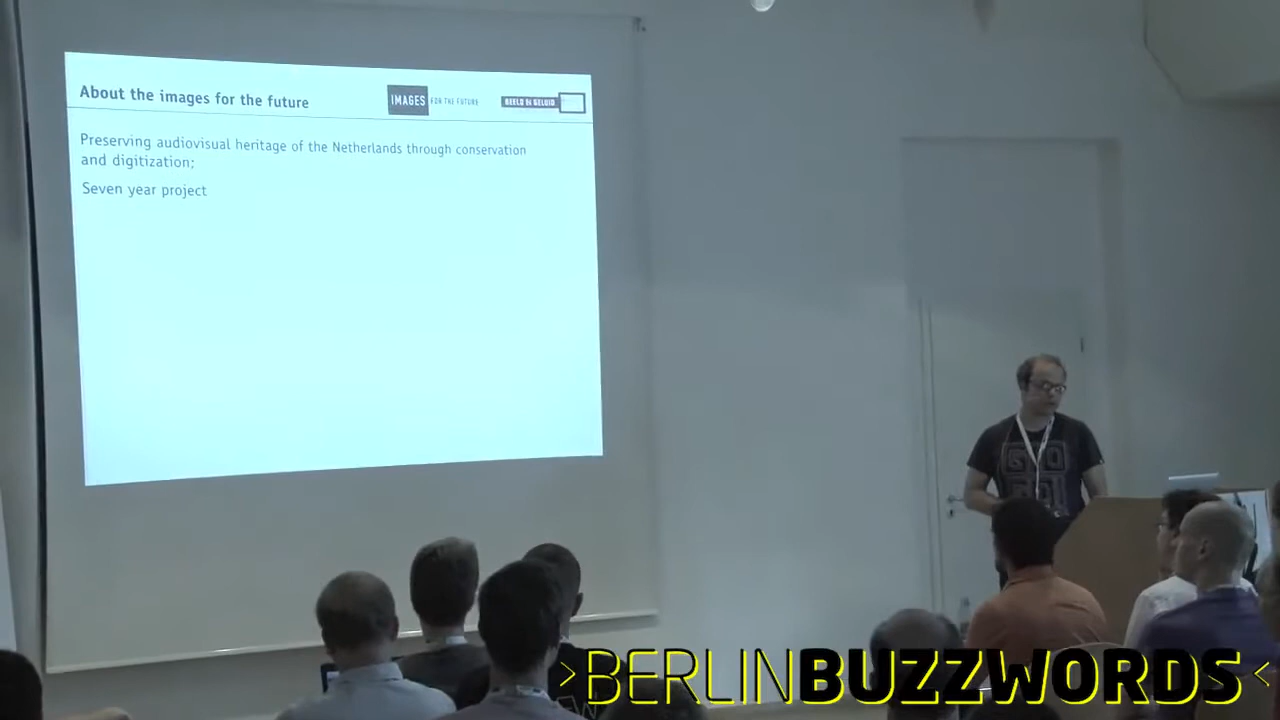 About the images for the future
IMAGES FOR THE FUTURE
BEELD EN GELUID
Preserving audiovisual heritage of the Netherlands through conservation
and digitization;
Seven year project
>BERLINBUZZWORDS<